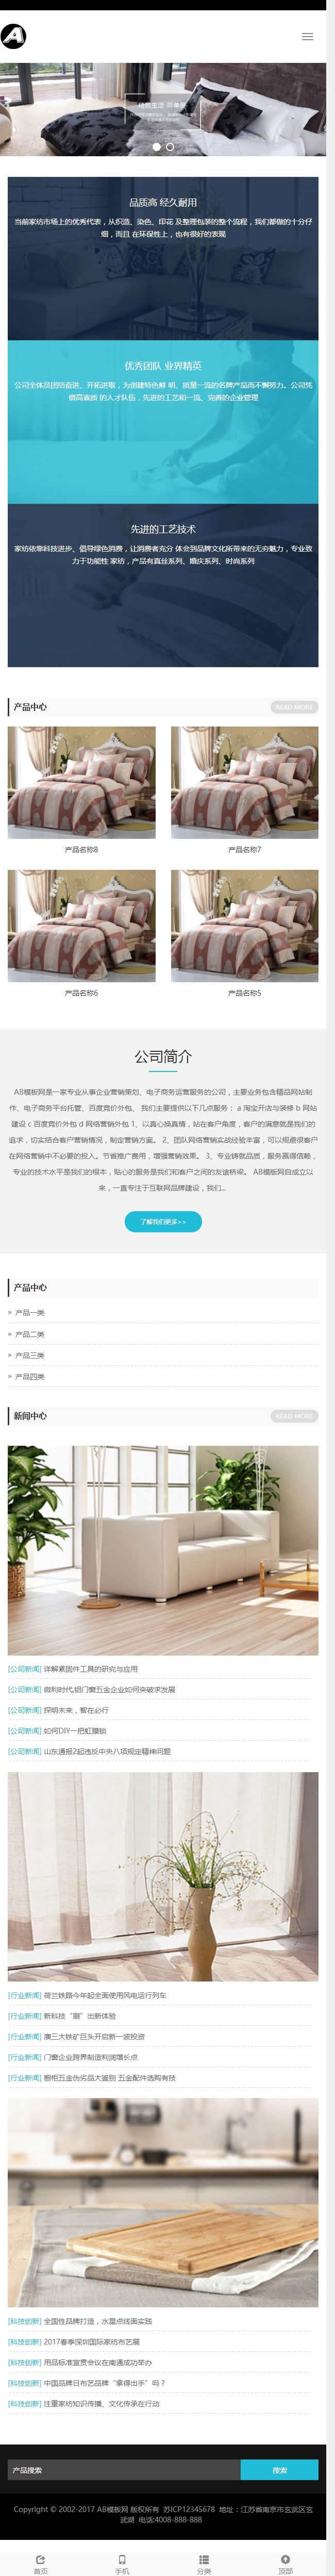 品质高 经久耐用
当前家纺市场上的优秀代表，从织造、染色、印花 及整理包装的整个流程，我们都做的十分仔
细，而且 在环保性上，也有很好的表现
优秀团队 业界精英
公司全体员团结奋进、开拓进取，为创建特色鲜 明、质量一流的名牌产品而不懈努力。公司凭
借高素质 的人才队伍，先进的工艺和一流、完善的企业管理
先进的工艺技术
家纺依靠科技进步、倡导绿色消费，让消费者充分 体会到品牌文化所带来的无穷魅力，专业致
力于功能性 家纺，产品有真丝系列、婚庆系列、时尚系列
产品中心
READ MORE
产品名称8
产品名称7
产品名称6
产品名称5
公司简介
AB模板网是一家专业从事企业营销策划、电子商务运营服务的公司，主要业务包含精品网站制
作、电子商务平台托管、百度竞价外包、 我们主要提供以下几点服务： a 淘宝开店与装修 b 网站
建设 c 百度竞价外包 d 网络营销外包 1、以真心换真情，站在客户角度，客户的满意就是我们的
追求，切实结合客户营销情况，制定营销方案。 2、团队网络营销实战经验丰富，可以规避很客户
在网络营销中不必要的投入。节省推广费用，增强营销效果。 3、专业铸就品质，服务赢得信赖，
专业的技术水平是我们的根本，贴心的服务是我们和客户之间的友谊桥梁。 AB模版网自成立以
来，一直专注于互联网品牌建设，我们...
了解我们更多>>
产品中心
» 产品一类
» 产品二类
» 产品三类
» 产品四类
新闻中心
READ MORE
[公司新闻] 详解紧固件工具的研究与应用
[公司新闻] 微利时代,铝门窗五金企业如何突破求发展
[公司新闻] 探明未来，智在必行
[公司新闻] 如何DIY一把虹膜锁
[公司新闻] 山东通报2起违反中央八项规定精神问题
[行业新闻] 荷兰铁路今年起全面使用风电运行列车
[行业新闻] 新科技“刷”出新体验
[行业新闻] 澳三大铁矿巨头开启新一波投资
[行业新闻] 门窗企业跨界制造利润增长点
[行业新闻] 橱柜五金伪劣品大鉴别 五金配件选购有技
[科技创新] 全国性品牌打造，水星点线面实践
[科技创新] 2017春季深圳国际家纺布艺展
[科技创新] 用品标准宣贯会议在南通成功举办
[科技创新] 中国品牌日布艺品牌“拿得出手”吗？
[科技创新] 注重家纺知识传播、文化传承在行动
产品搜索
搜索
Copyright © 2002-2017 AB模板网 版权所有 苏ICP12345678 地址：江苏省南京市玄武区玄
武湖 电话:4008-888-888
首页
手机
分类
顶部